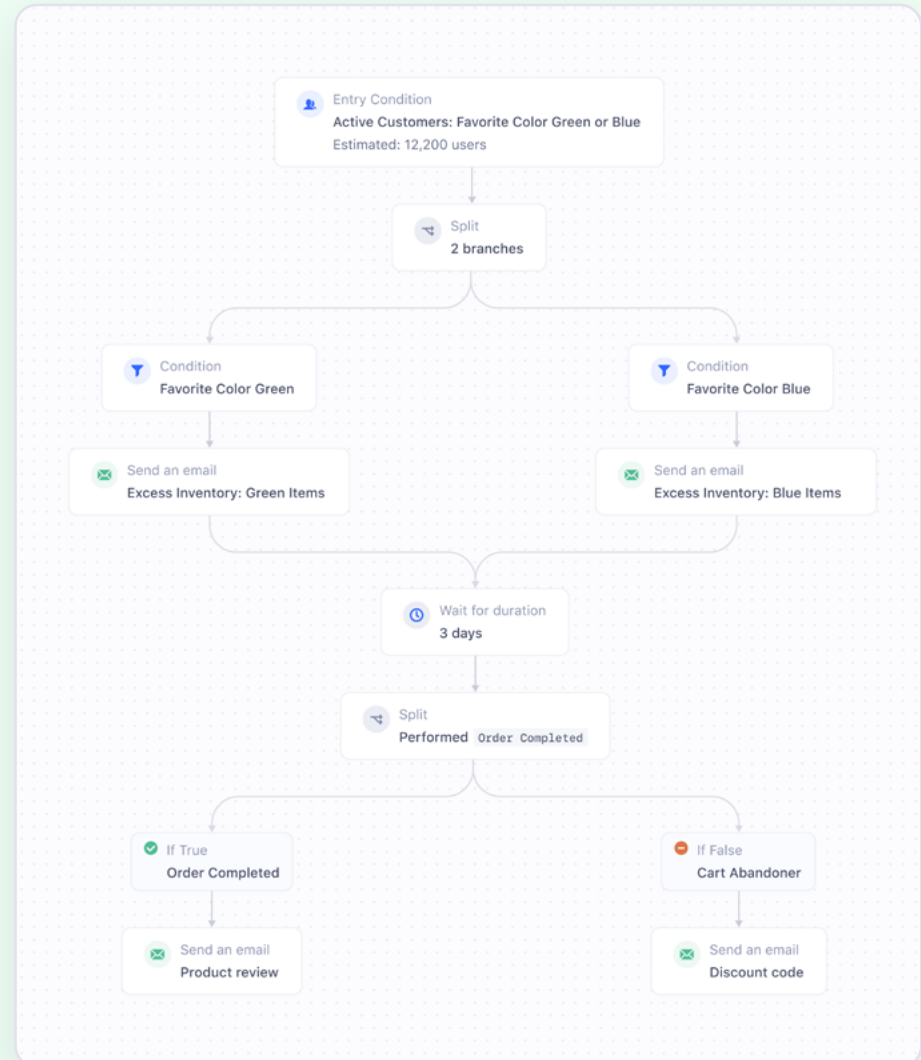 Entry Condition
Active Customers: Favorite Color Green or Blue
Estimated: 12,200 users
Split
2 branches
Condition
Favorite Color Green
Condition
Favorite Color Blue
Send an email
Excess Inventory: Green Items
Send an email
Excess Inventory: Blue Items
Wait for duration
3 days
Split
Performed Order Completed
If True
Order Completed
If False
Cart Abandoner
Send an email
Product review
Send an email
Discount code